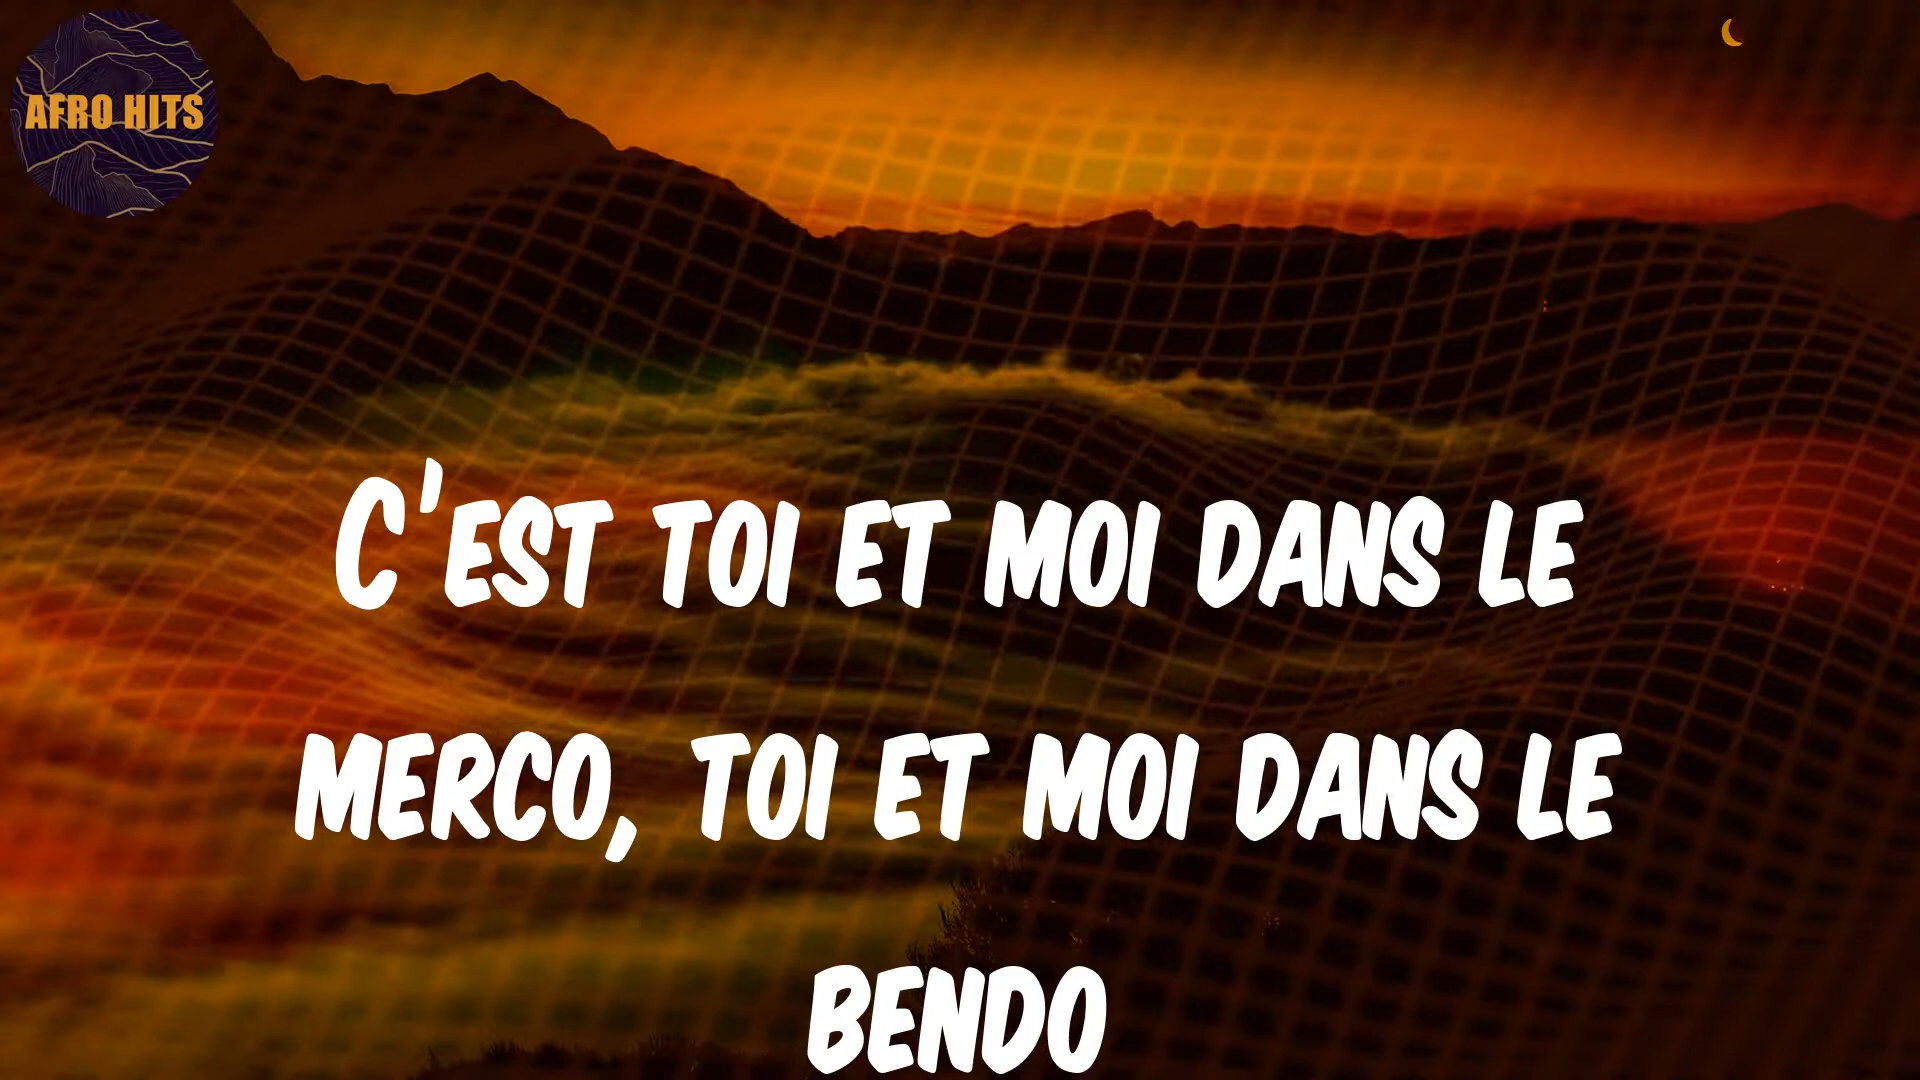 AFRO HITS
C'EST TOI ET MOI DANS LE
MERCO, TOI ET MOI DANS LE
BENDO